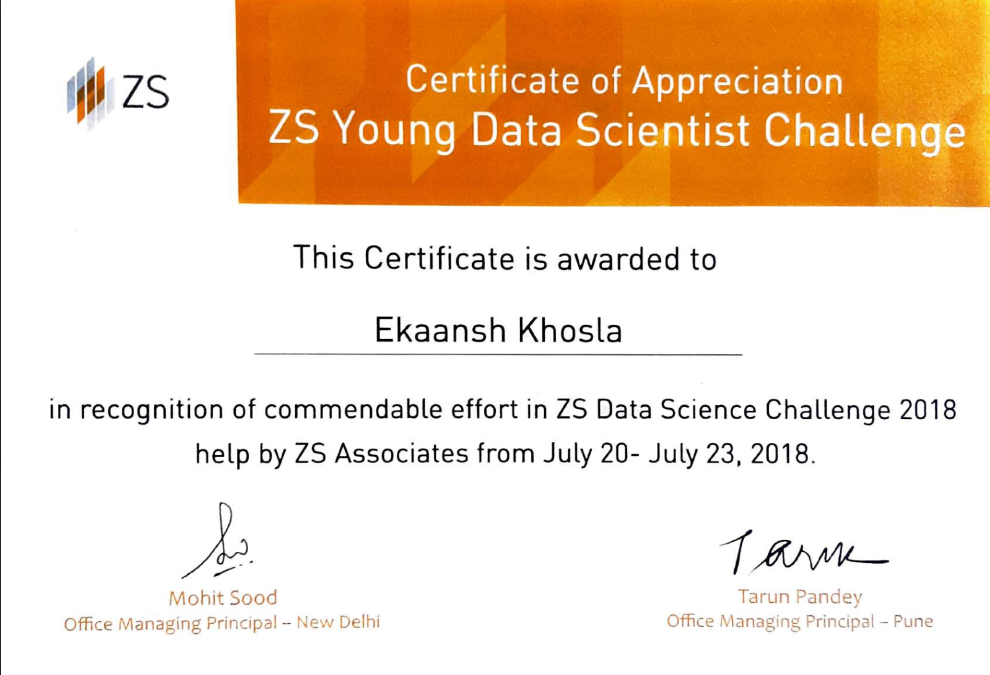 ZS
Certificate of Appreciation
ZS Young Data Scientist Challenge
This Certificate is awarded to
Ekaansh Khosla
in recognition of commendable effort in ZS Data Science Challenge 2018
help by ZS Associates from July 20- July 23, 2018.
Tarun
Mohit Sood
Tarun Pandey
Office Managing Principal – New Delhi
Office Managing Principal – Pune